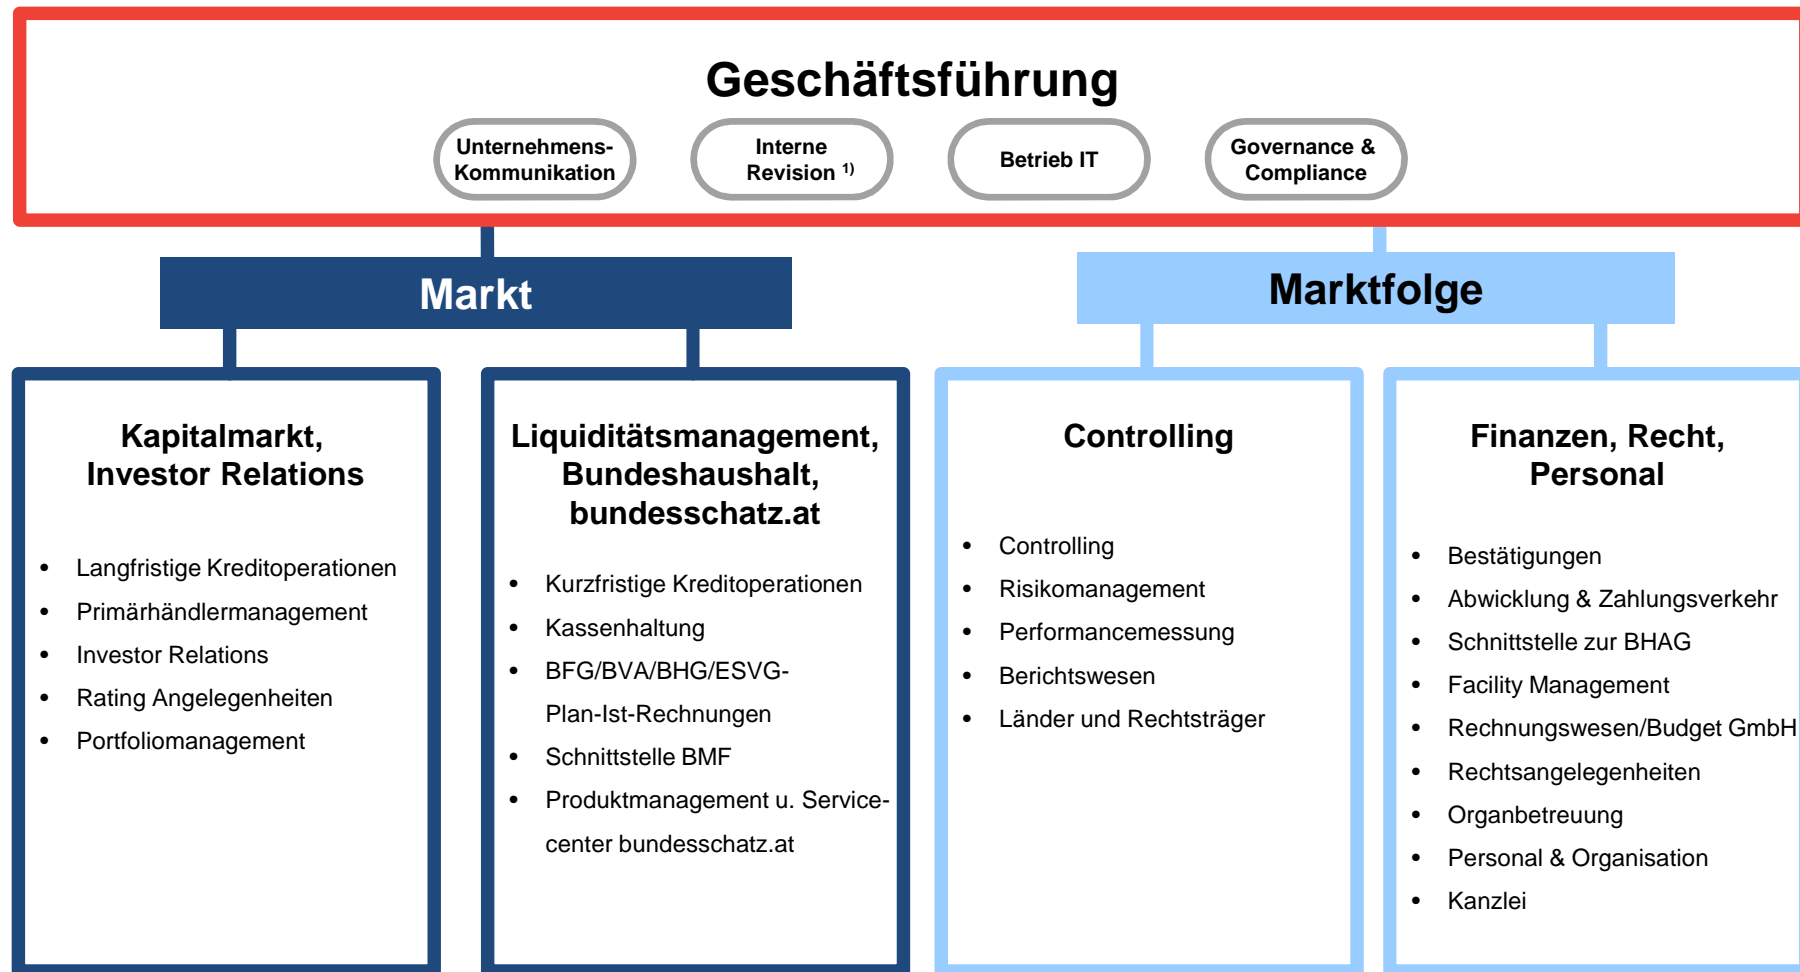 Geschäftsführung
Unternehmens-
Kommunikation
Interne
Revision 1)
Betrieb IT
Governance &
Compliance
Markt
Marktfolge
Kapitalmarkt,
Investor Relations
• Langfristige Kreditoperationen
• Primärhändlermanagement
• Investor Relations
• Rating Angelegenheiten
• Portfoliomanagement
Liquiditätsmanagement,
Bundeshaushalt,
bundesschatz.at
• Kurzfristige Kreditoperationen
• Kassenhaltung
• BFG/BVA/BHG/ESVG-
Plan-Ist-Rechnungen
• Schnittstelle BMF
• Produktmanagement u. Service-
center bundesschatz.at
Controlling
• Controlling
• Risikomanagement
• Performancemessung
• Berichtswesen
• Länder und Rechtsträger
Finanzen, Recht,
Personal
• Bestätigungen
• Abwicklung & Zahlungsverkehr
• Schnittstelle zur BHAG
• Facility Management
• Rechnungswesen/Budget GmbH
• Rechtsangelegenheiten
• Organbetreuung
• Personal & Organisation
• Kanzlei